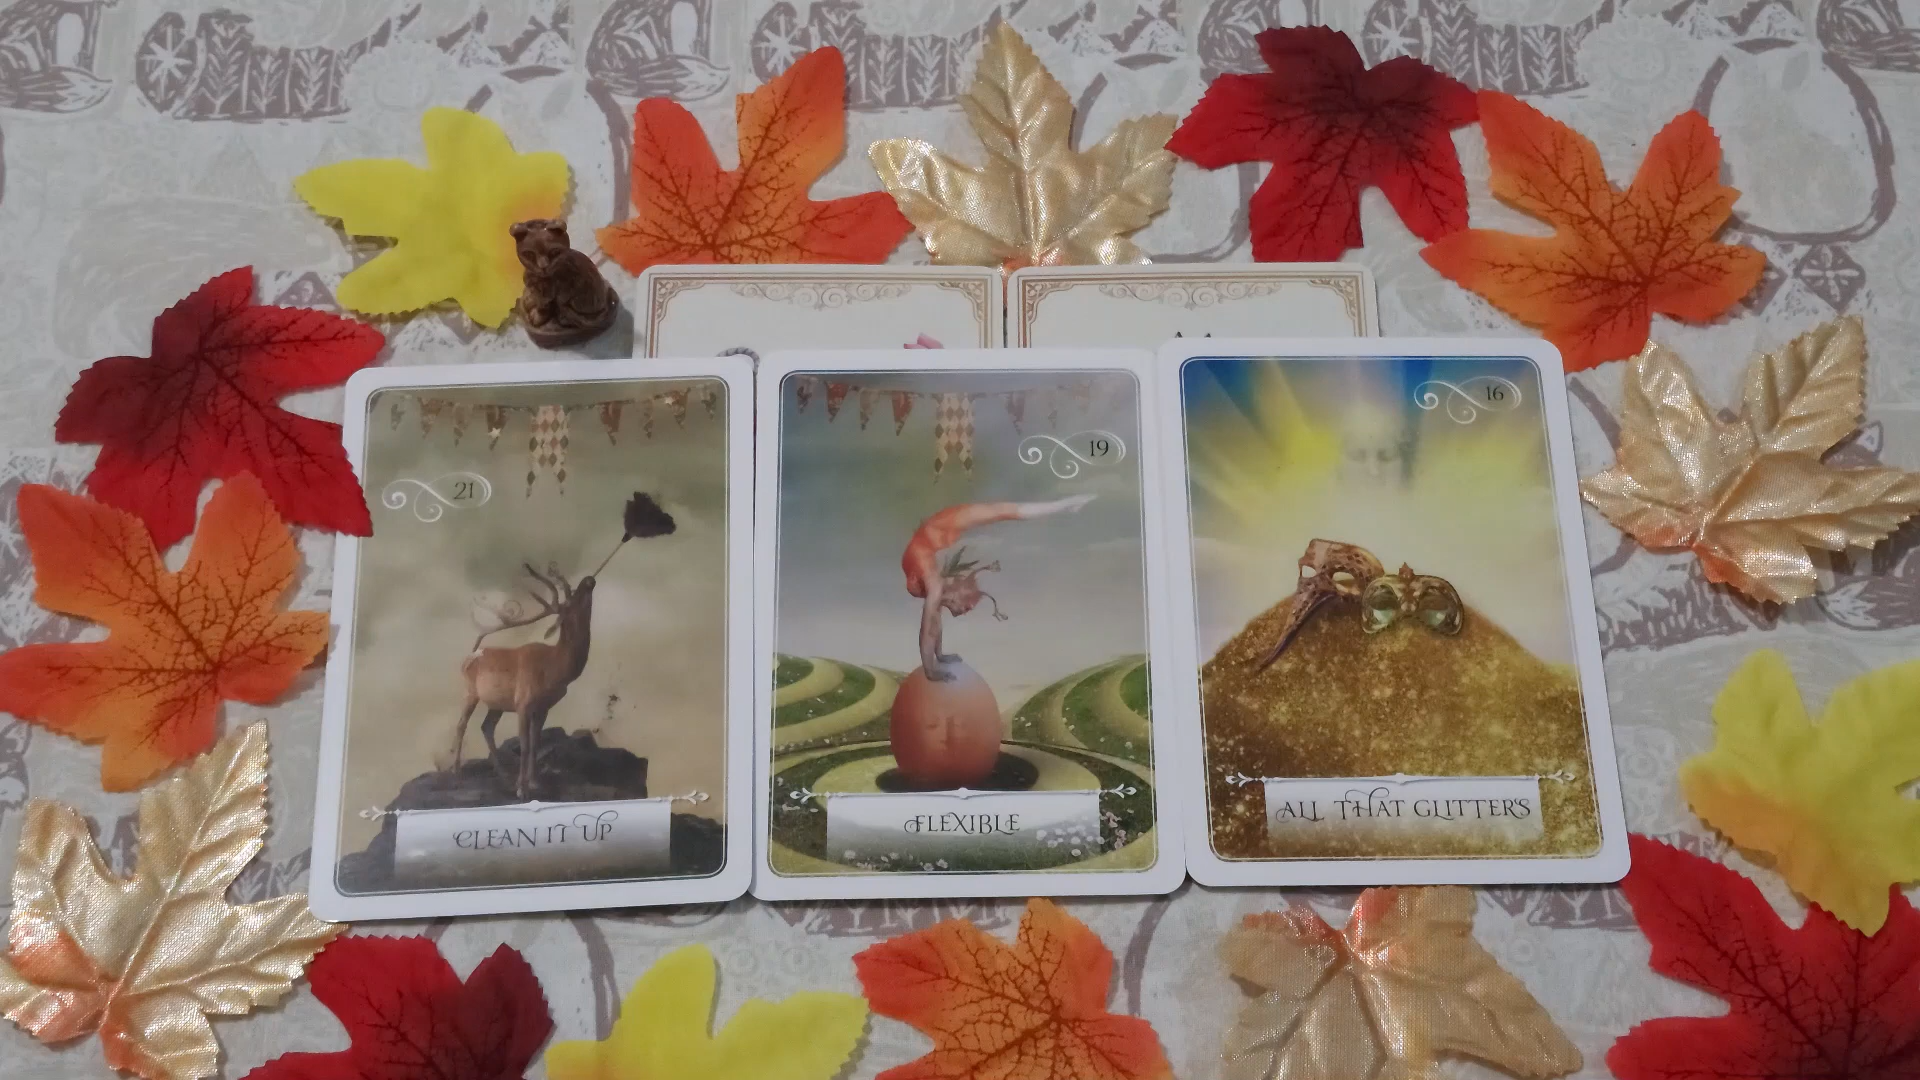 21
CLEAN IT UP
19
FLEXIBLE
16
ALL THAT GLITTERS